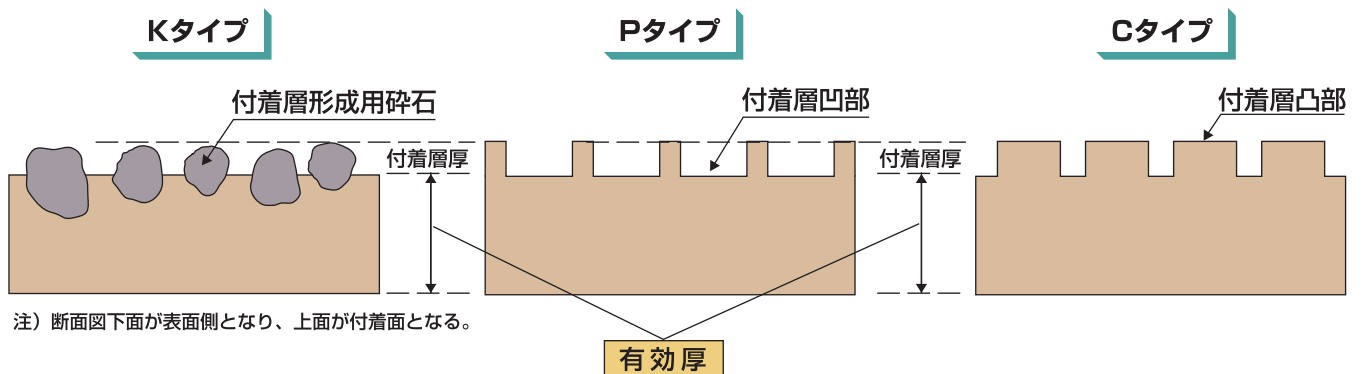 Kタイプ
Pタイプ
Cタイプ
付着層形成用砕石
付着層凹部
付着層凸部
付着層厚
付着層厚
注）断面図下面が表面側となり、上面が付着面となる。
有効厚